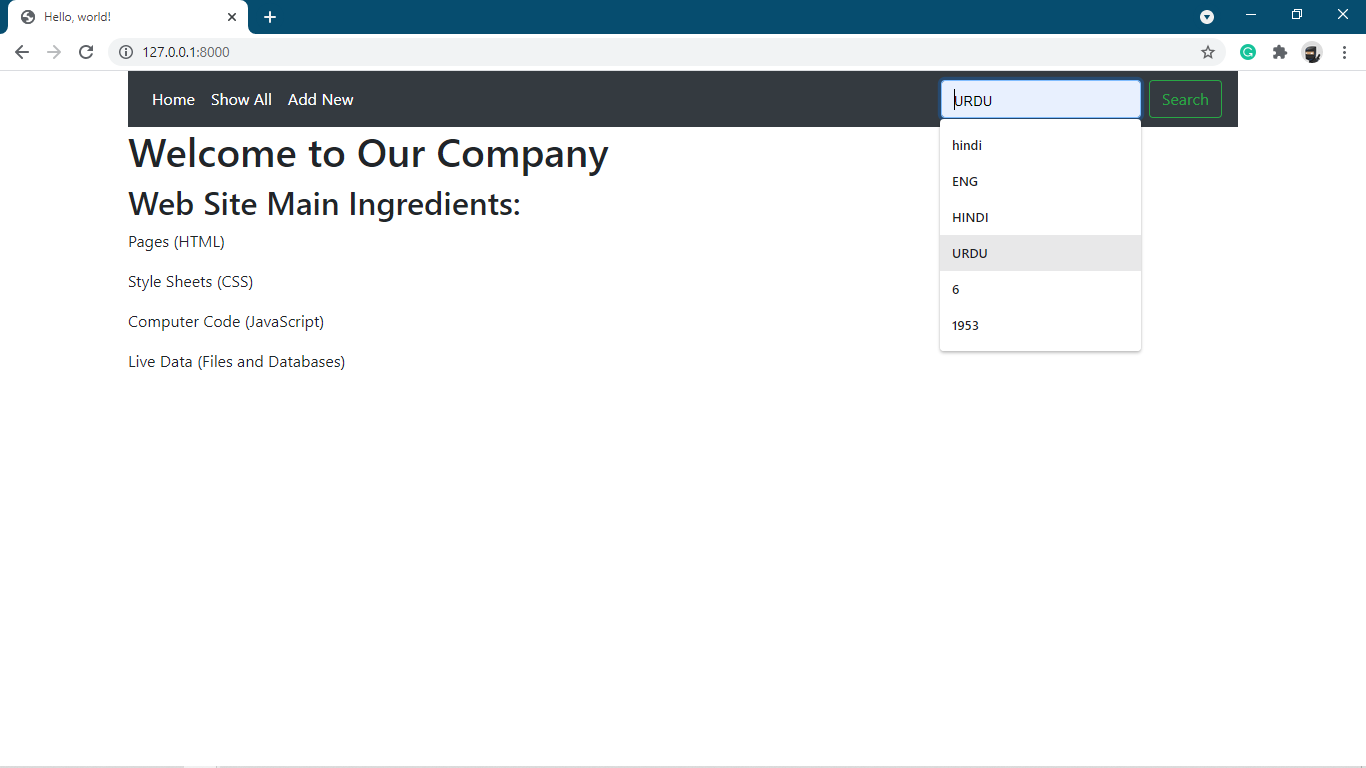 Hello, world!
127.0.0.1:8000
Home Show All Add New URDU Search
hindi
ENG
HINDI
URDU
6
1953
Welcome to Our Company
Web Site Main Ingredients:
Pages (HTML)
Style Sheets (CSS)
Computer Code (JavaScript)
Live Data (Files and Databases)